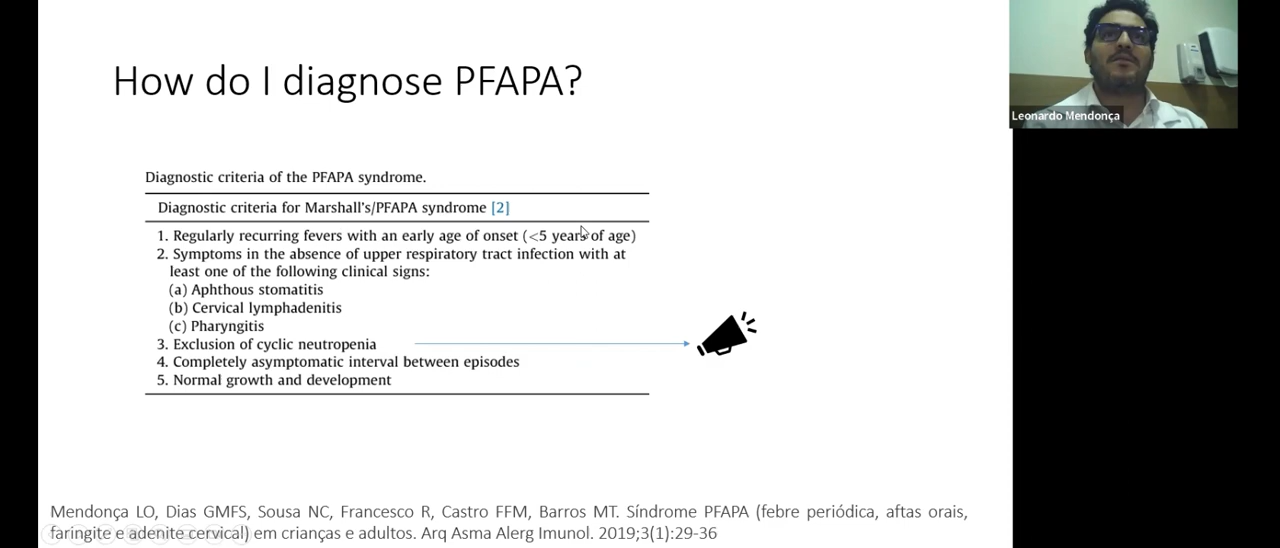 How do I diagnose PFAPA?
Leonardo Mendonça
Diagnostic criteria of the PFAPA syndrome.
Diagnostic criteria for Marshall's/PFAPA syndrome [2]
1. Regularly recurring fevers with an early age of onset (<5 years of age)
2. Symptoms in the absence of upper respiratory tract infection with at
least one of the following clinical signs:
(a) Aphthous stomatitis
(b) Cervical lymphadenitis
(c) Pharyngitis
3. Exclusion of cyclic neutropenia
4. Completely asymptomatic interval between episodes
5. Normal growth and development
Mendonça LO, Dias GMFS, Sousa NC, Francesco R, Castro FFM, Barros MT. Síndrome PFAPA (febre periódica, aftas orais,
faringite e adenite cervical) em crianças e adultos. Arq Asma Alerg Imunol. 2019;3(1):29-36